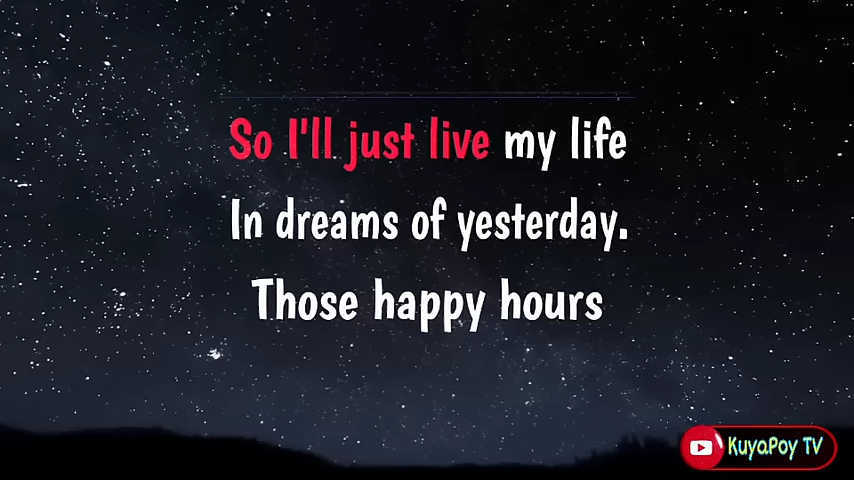 So I'll just live my life
In dreams of yesterday.
Those happy hours
KuyaPoy TV